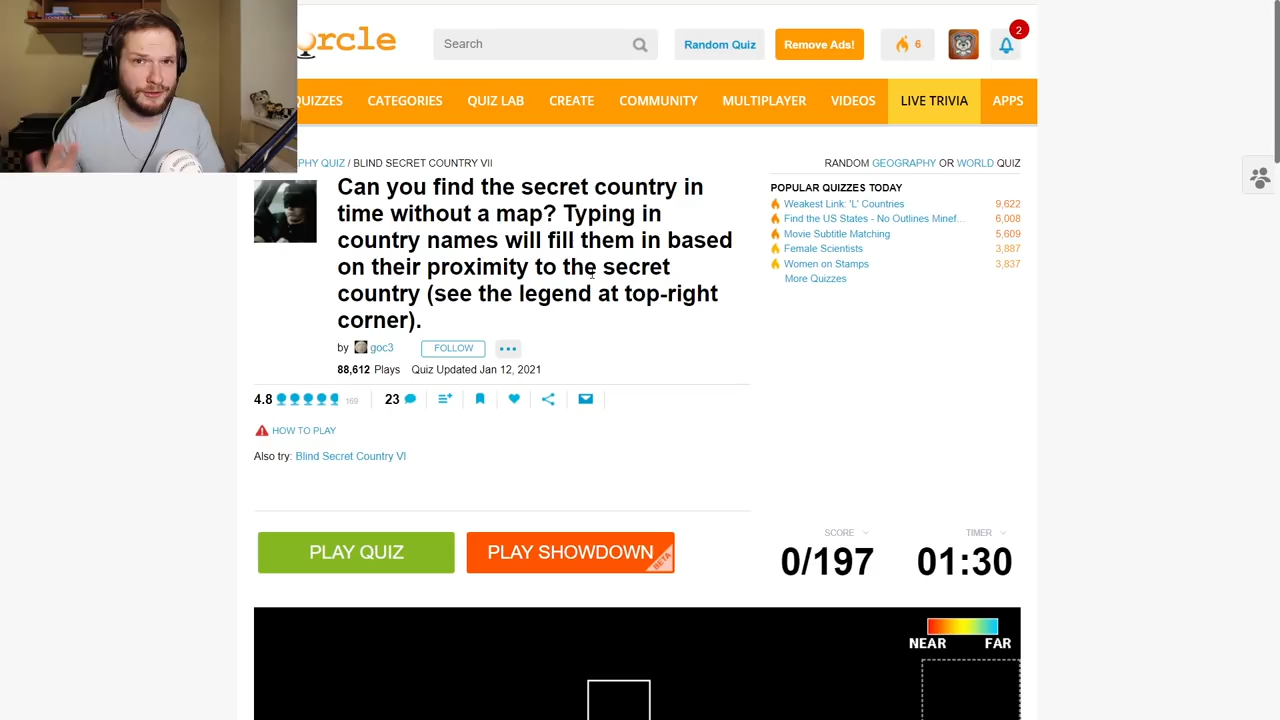 rcle
Search
Random Quiz
Remove Ads!
6
2
QUIZZES
CATEGORIES
QUIZ LAB
CREATE
COMMUNITY
MULTIPLAYER
VIDEOS
LIVE TRIVIA
APPS
PHY QUIZ / BLIND SECRET COUNTRY VII
RANDOM GEOGRAPHY OR WORLD QUIZ
Can you find the secret country in
time without a map? Typing in
country names will fill them in based
on their proximity to the secret
country (see the legend at top-right
corner).
by goc3
FOLLOW
88,612 Plays Quiz Updated Jan 12, 2021
4.8 169
23
HOW TO PLAY
Also try: Blind Secret Country VI
POPULAR QUIZZES TODAY
Weakest Link: 'L' Countries 9,622
Find the US States - No Outlines Minef... 6,008
Movie Subtitle Matching 5,609
Female Scientists 3,887
Women on Stamps 3,837
More Quizzes
PLAY QUIZ
PLAY SHOWDOWN
BETA
SCORE
0/197
TIMER
01:30
NEAR FAR